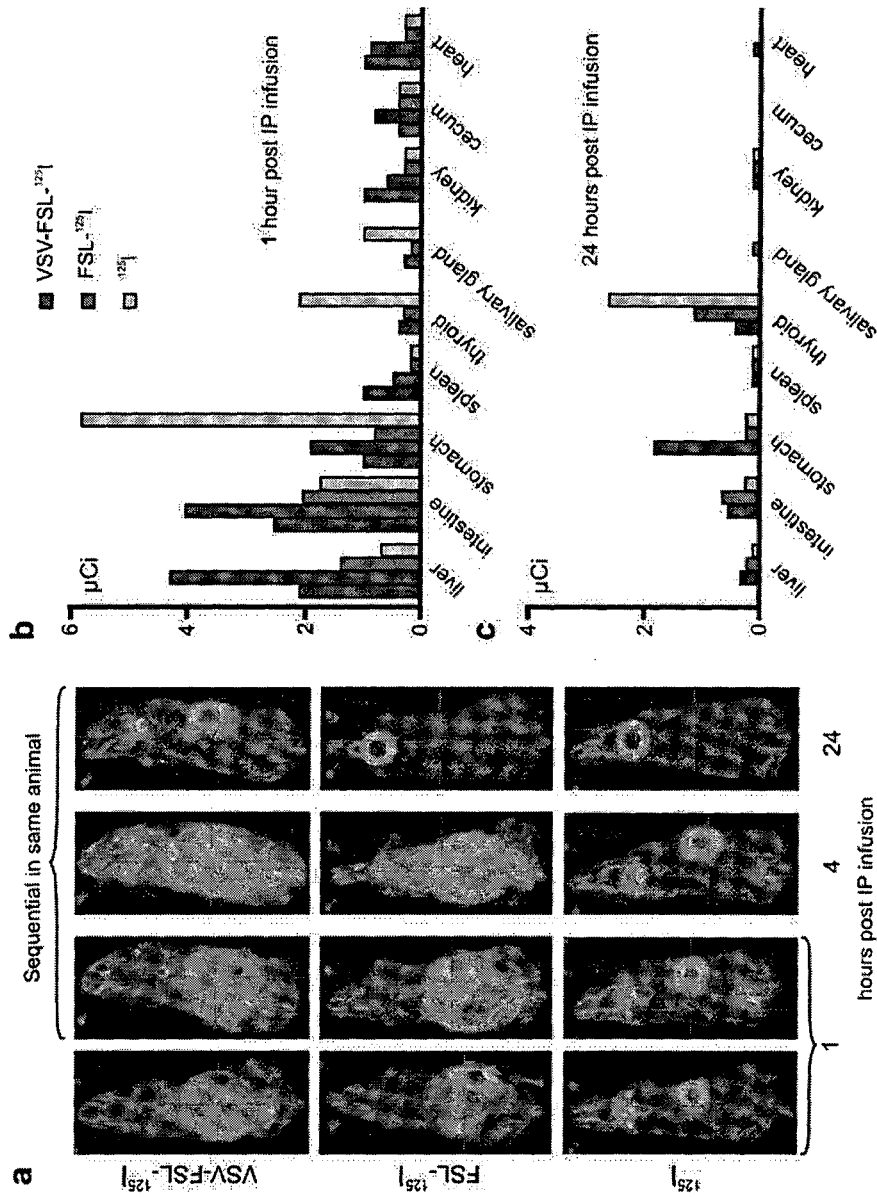 a
Sequential in same animal
VSV-FSL-¹²⁵I
FSL-¹²⁵I
¹²⁵I
1
4
24
hours post IP infusion
b
µCi
VSV-FSL-¹²⁵I
FSL-¹²⁵I
¹²⁵I
1 hour post IP infusion
6
4
2
0
liver
intestine
stomach
spleen
thyroid
salivary gland
kidney
cecum
heart
c
µCi
24 hours post IP infusion
4
2
0
liver
intestine
stomach
spleen
thyroid
salivary gland
kidney
cecum
heart